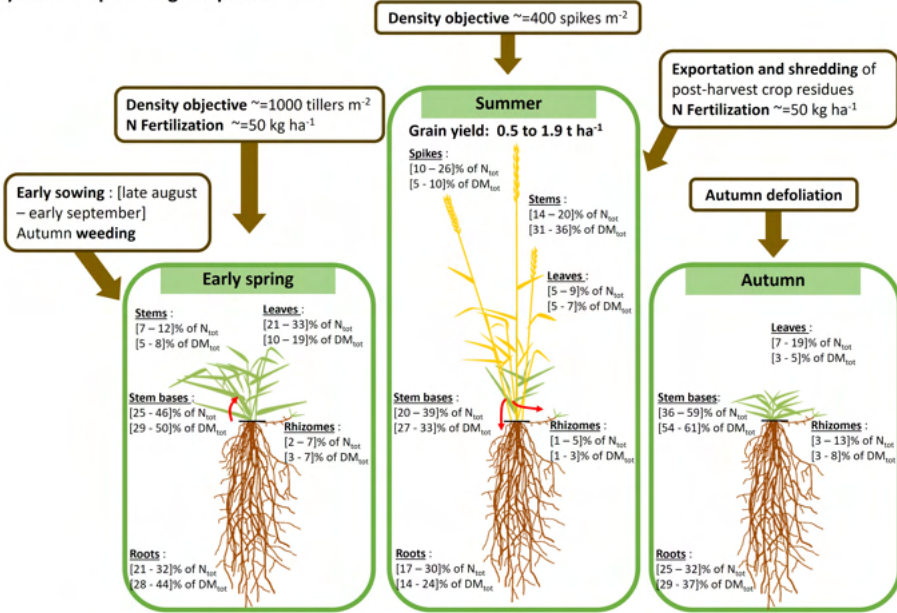 Density objective ~=400 spikes m-2
Density objective ~=1000 tillers m-2
N Fertilization ~=50 kg ha-1
Exportation and shredding of
post-harvest crop residues
N Fertilization ~=50 kg ha-1
Early sowing : [late august
– early september]
Autumn weeding
Autumn defoliation
Early spring
Stems :
[7 – 12]% of Ntot
[5 - 8]% of DMtot
Leaves :
[21 – 33]% of Ntot
[10 – 19]% of DMtot
Stem bases :
[25 - 46]% of Ntot
[29 - 50]% of DMtot
Rhizomes :
[2 – 7]% of Ntot
[3 - 7]% of DMtot
Roots :
[21 - 32]% of Ntot
[28 - 44]% of DMtot
Summer
Grain yield: 0.5 to 1.9 t ha-1
Spikes :
[10 – 26]% of Ntot
[5 - 10]% of DMtot
Stems :
[14 – 20]% of Ntot
[31 - 36]% of DMtot
Leaves :
[5 – 9]% of Ntot
[5 - 7]% of DMtot
Stem bases :
[20 – 39]% of Ntot
[27 - 33]% of DMtot
Rhizomes :
[1 – 5]% of Ntot
[1 - 3]% of DMtot
Roots :
[17 – 30]% of Ntot
[14 - 24]% of DMtot
Autumn
Leaves :
[7 - 19]% of Ntot
[3 - 5]% of DMtot
Stem bases :
[36 – 59]% of Ntot
[54 - 61]% of DMtot
Rhizomes :
[3 – 13]% of Ntot
[3 - 8]% of DMtot
Roots :
[25 – 32]% of Ntot
[29 - 37]% of DMtot